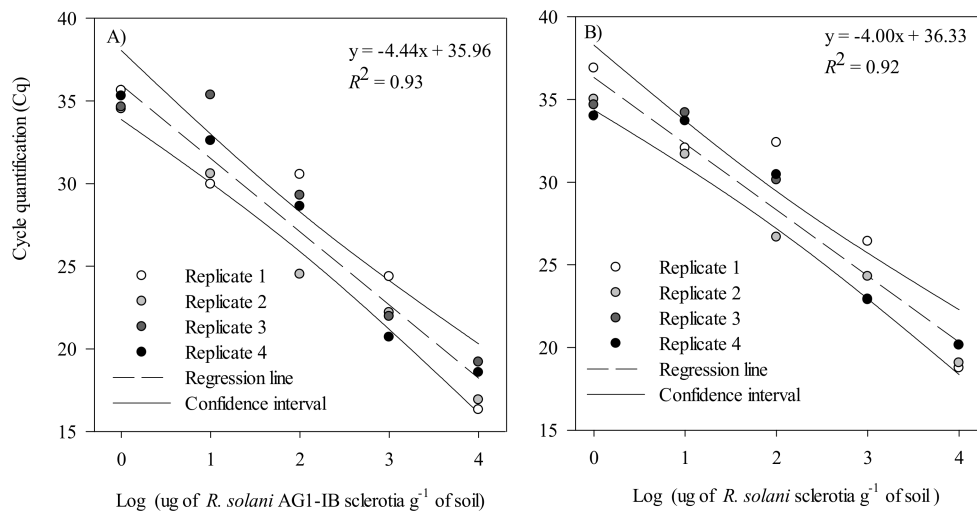 A)
y = -4.44x + 35.96
R² = 0.93
Cycle quantification (Cq)
40
35
30
25
20
15
Replicate 1
Replicate 2
Replicate 3
Replicate 4
Regression line
Confidence interval
0 1 2 3 4
Log (ug of R. solani AG1-IB sclerotia g⁻¹ of soil)
B)
y = -4.00x + 36.33
R² = 0.92
40
35
30
25
20
15
Replicate 1
Replicate 2
Replicate 3
Replicate 4
Regression line
Confidence interval
0 1 2 3 4
Log (ug of R. solani sclerotia g⁻¹ of soil )